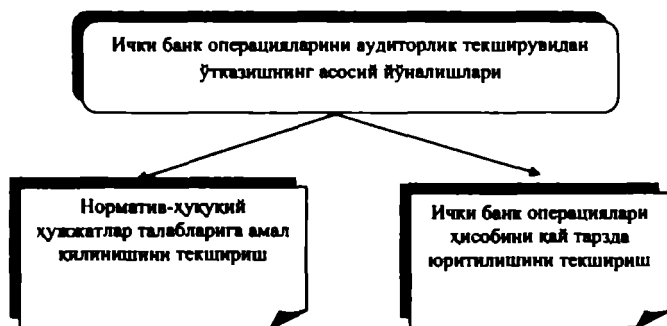 Ички банк операцияларини аудиторлик текширувидан
ўтказишнинг асосий йўналишлари
Норматив-ҳуқуқий
ҳужжатлар талабларига амал
қилинишини текшириш
Ички банк операциялари
ҳисобини қай тарзда
юритилишини текшириш